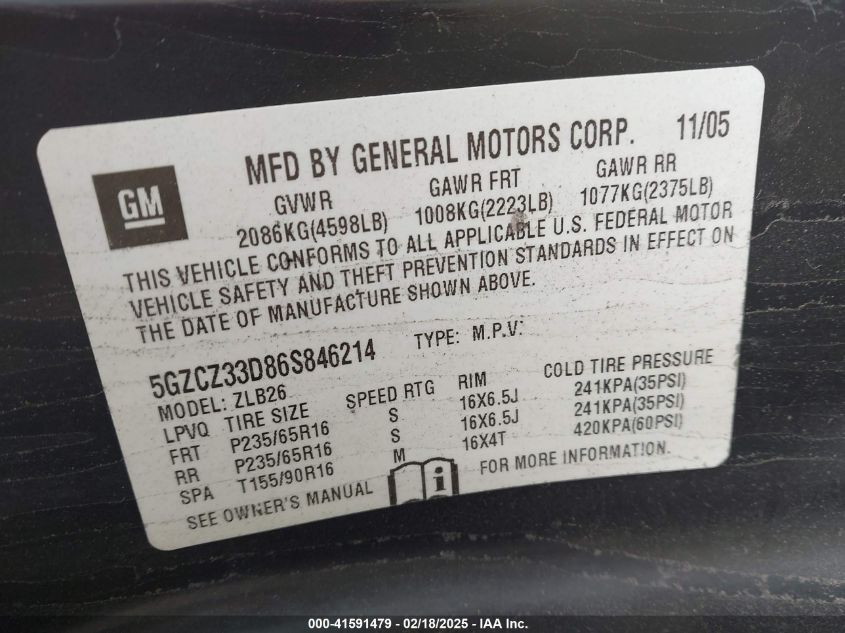 GM
MFD BY GENERAL MOTORS CORP. 11/05
GVWR GAWR FRT GAWR RR
2086KG(4598LB) 1008KG(2223LB) 1077KG(2375LB)
THIS VEHICLE CONFORMS TO ALL APPLICABLE U.S. FEDERAL MOTOR
VEHICLE SAFETY AND THEFT PREVENTION STANDARDS IN EFFECT ON
THE DATE OF MANUFACTURE SHOWN ABOVE.
5GZCZ33D86S846214 TYPE: M.P.V.
MODEL: ZLB26
LPVQ TIRE SIZE SPEED RTG RIM COLD TIRE PRESSURE
FRT P235/65R16 S 16X6.5J 241KPA(35PSI)
RR P235/65R16 S 16X6.5J 241KPA(35PSI)
SPA T155/90R16 M 16X4T 420KPA(60PSI)
SEE OWNER'S MANUAL i FOR MORE INFORMATION.
000-41591479 - 02/18/2025 - IAA Inc.